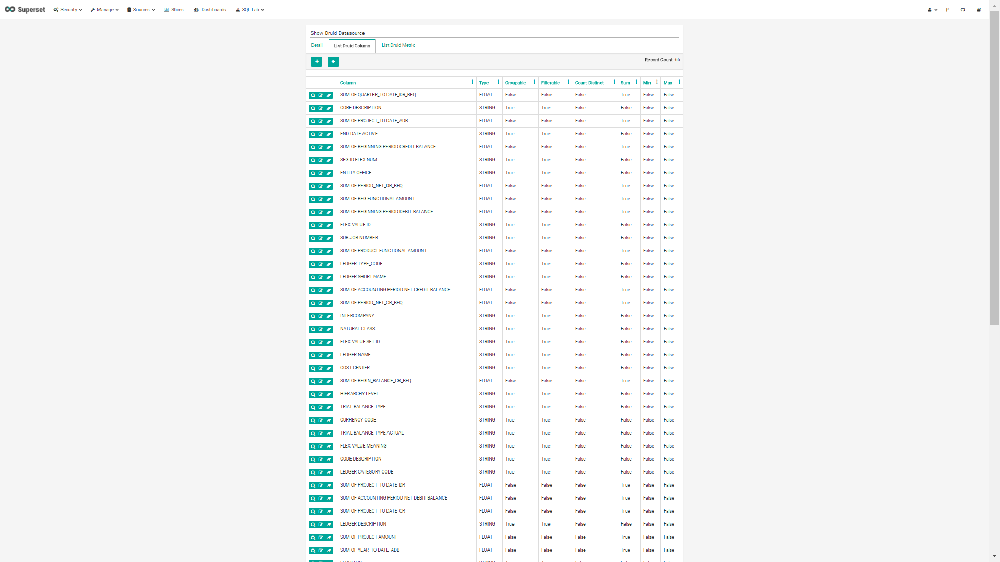 Superset Security Manage Sources Slices Dashboards SQL Lab
Show Druid Datasource
Detail List Druid Column List Druid Metric
Record Count: 66
Column Type Groupable Filterable Count Distinct Sum Min Max
SUM OF QUARTER_TO DATE_DR_BEQ FLOAT False False False True False False
CORE DESCRIPTION STRING True True False False False False
SUM OF PROJECT_TO DATE_ADB FLOAT False False False True False False
END DATE ACTIVE STRING True True False False False False
SUM OF BEGINNING PERIOD CREDIT BALANCE FLOAT False False False True False False
SEG ID FLEX NUM STRING True True False False False False
ENTITY-OFFICE STRING True True False False False False
SUM OF PERIOD_NET_DR_BEQ FLOAT False False False True False False
SUM OF BEG FUNCTIONAL AMOUNT FLOAT False False False True False False
SUM OF BEGINNING PERIOD DEBIT BALANCE FLOAT False False False True False False
FLEX VALUE ID STRING True True False False False False
SUB JOB NUMBER STRING True True False False False False
SUM OF PRODUCT FUNCTIONAL AMOUNT FLOAT False False False True False False
LEDGER TYPE_CODE STRING True True False False False False
LEDGER SHORT NAME STRING True True False False False False
SUM OF ACCOUNTING PERIOD NET CREDIT BALANCE FLOAT False False False True False False
SUM OF PERIOD_NET_CR_BEQ FLOAT False False False True False False
INTERCOMPANY STRING True True False False False False
NATURAL CLASS STRING True True False False False False
FLEX VALUE SET ID STRING True True False False False False
LEDGER NAME STRING True True False False False False
COST CENTER STRING True True False False False False
SUM OF BEGIN_BALANCE_CR_BEQ FLOAT False False False True False False
HIERARCHY LEVEL STRING True True False False False False
TRIAL BALANCE TYPE STRING True True False False False False
CURRENCY CODE STRING True True False False False False
TRIAL BALANCE TYPE ACTUAL STRING True True False False False False
FLEX VALUE MEANING STRING True True False False False False
CODE DESCRIPTION STRING True True False False False False
LEDGER CATEGORY CODE STRING True True False False False False
SUM OF PROJECT_TO DATE_DR FLOAT False False False True False False
SUM OF ACCOUNTING PERIOD NET DEBIT BALANCE FLOAT False False False True False False
SUM OF PROJECT_TO DATE_CR FLOAT False False False True False False
LEDGER DESCRIPTION STRING True True False False False False
SUM OF PROJECT AMOUNT FLOAT False False False True False False
SUM OF YEAR_TO DATE_ADB FLOAT False False False True False False